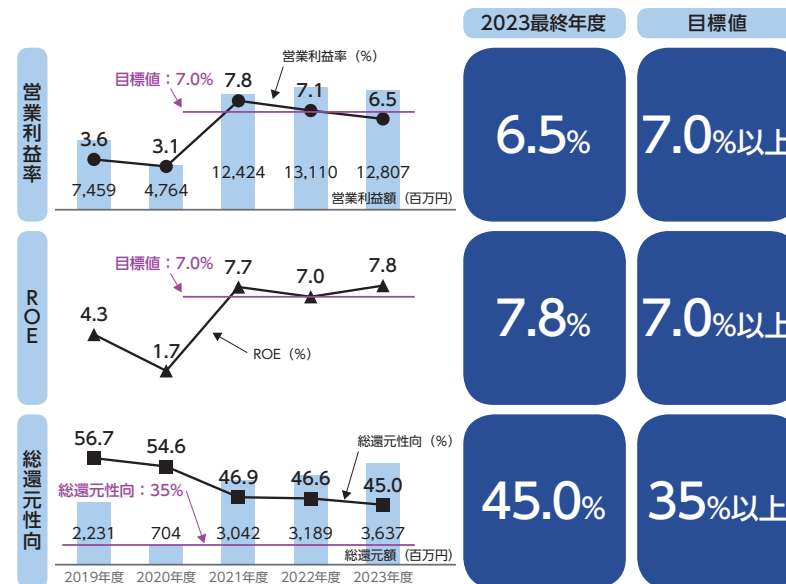 2023最終年度
目標値
営業利益率
営業利益率（%）
目標値：7.0%
3.6
3.1
7.8
7.1
6.5
7,459
4,764
12,424
13,110
12,807
営業利益額（百万円）
6.5%
7.0%以上
ROE
目標値：7.0%
4.3
1.7
7.7
7.0
7.8
ROE（%）
7.8%
7.0%以上
総還元性向
56.7
54.6
46.9
46.6
45.0
総還元性向（%）
総還元性向：35%
2,231
704
3,042
3,189
3,637
総還元額（百万円）
2019年度
2020年度
2021年度
2022年度
2023年度
45.0%
35%以上